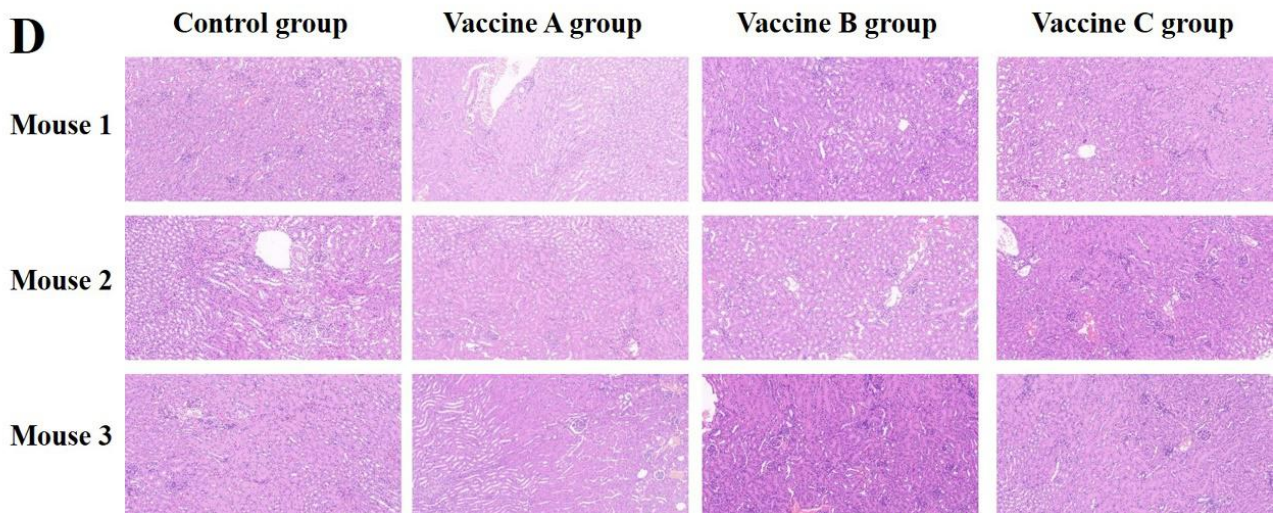 D
Control group Vaccine A group Vaccine B group Vaccine C group
Mouse 1
Mouse 2
Mouse 3